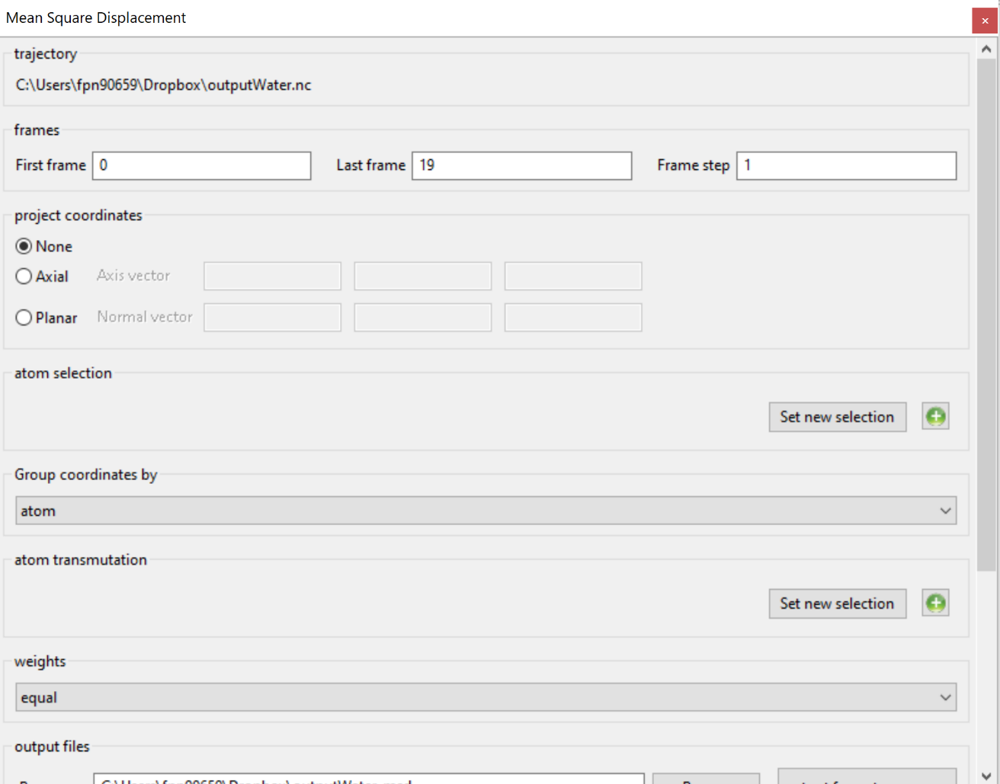 Mean Square Displacement
trajectory
C:\Users\fpn90659\Dropbox\outputWater.nc
frames
First frame 0 Last frame 19 Frame step 1
project coordinates
None
Axial Axis vector
Planar Normal vector
atom selection
Set new selection
Group coordinates by
atom
atom transmutation
Set new selection
weights
equal
output files